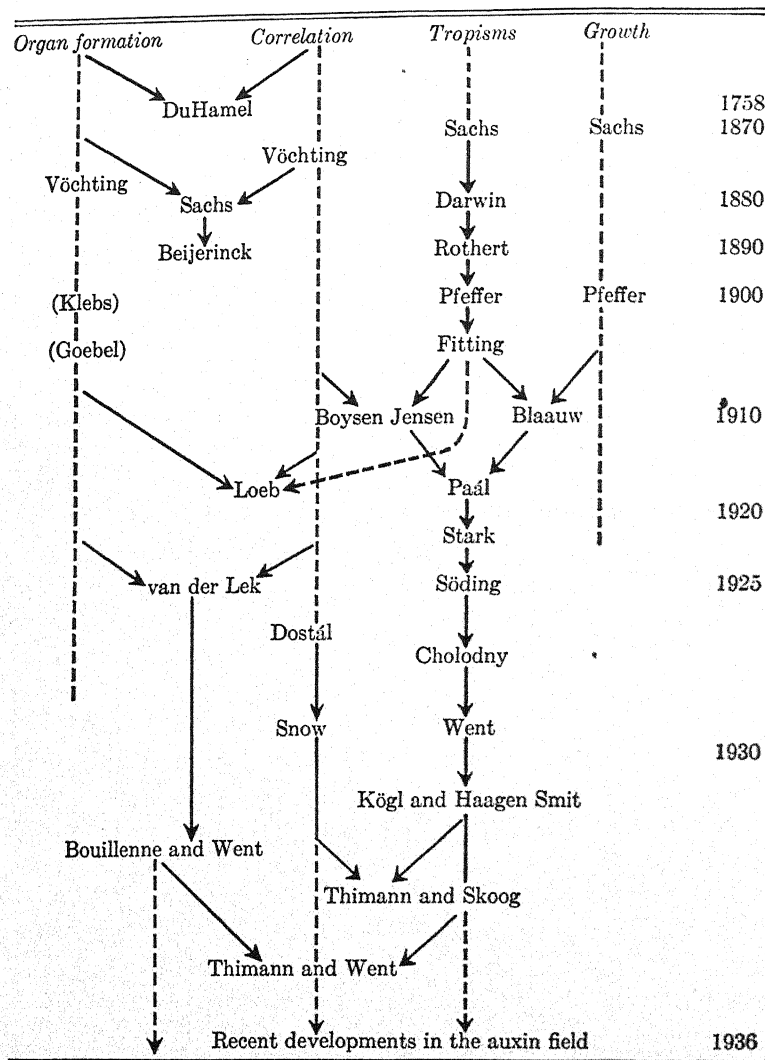 Organ formation Correlation Tropisms Growth
DuHamel 1758
Sachs Sachs 1870
Vöchting
Vöchting
Sachs Darwin 1880
Beijerinck Rothert 1890
(Klebs) Pfeffer Pfeffer 1900
(Goebel) Fitting
Boysen Jensen Blaauw 1910
Loeb Paál
1920
Stark
van der Lek Söding 1925
Dostál
Cholodny
Snow Went
1930
Kögl and Haagen Smit
Bouillenne and Went
Thimann and Skoog
Thimann and Went
Recent developments in the auxin field 1936